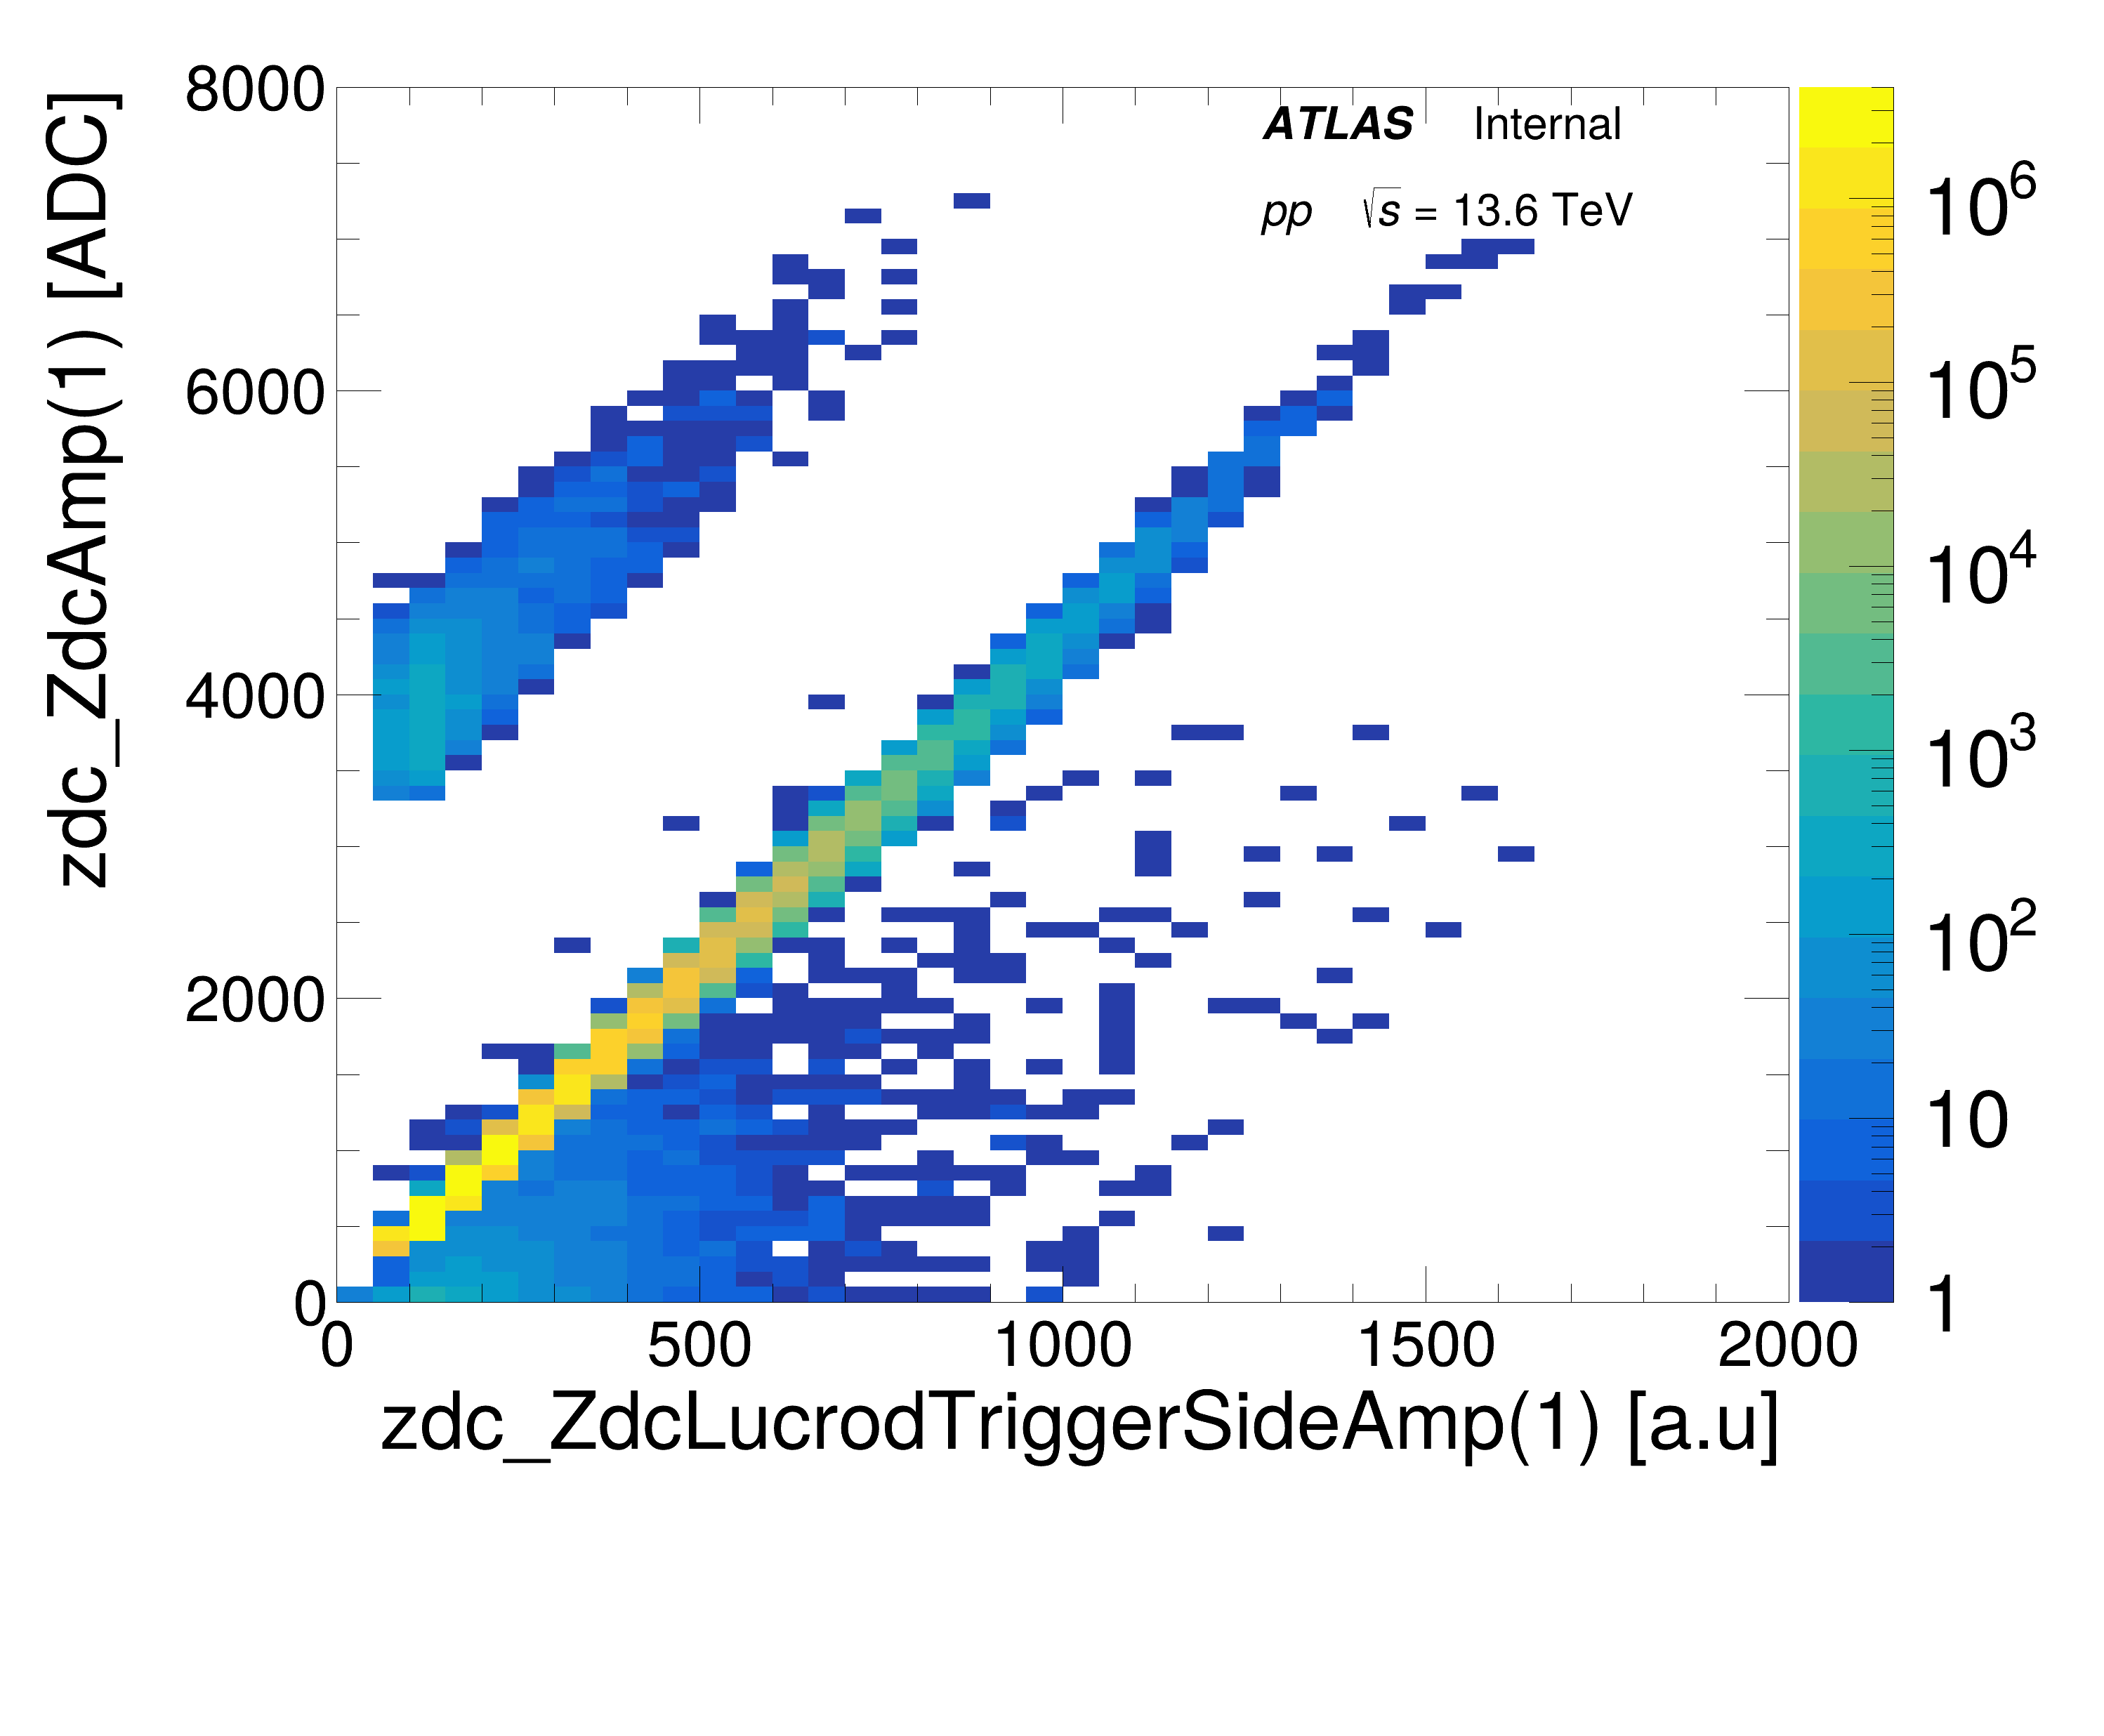 zdc_ZdcAmp(1) [ADC]
8000
6000
4000
2000
0
ATLAS Internal
pp √s = 13.6 TeV
10^6
10^5
10^4
10^3
10^2
10
1
0 500 1000 1500 2000
zdc_ZdcLucrodTriggerSideAmp(1) [a.u]